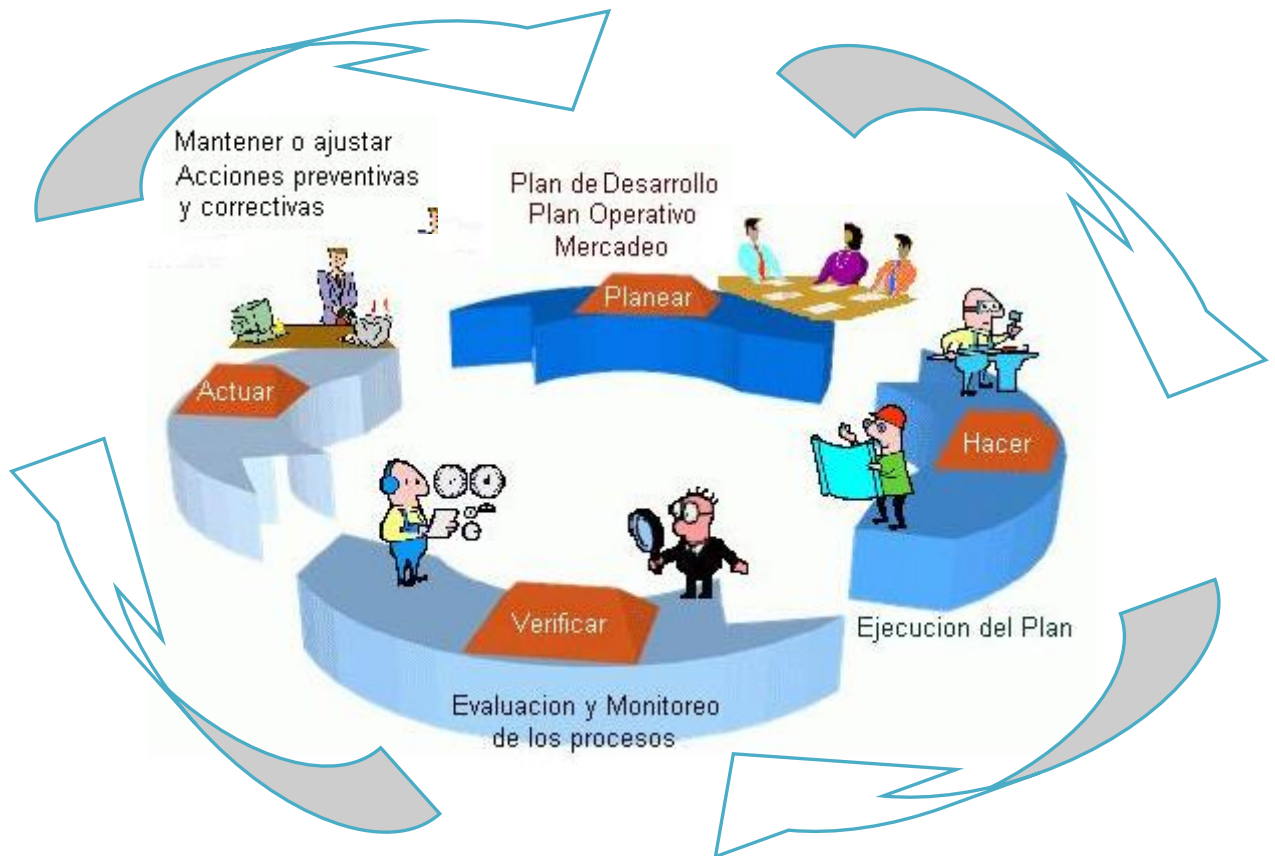 Mantener o ajustar
Acciones preventivas
y correctivas
Plan de Desarrollo
Plan Operativo
Mercadeo
Planear
Actuar
Hacer
Verificar
Ejecucion del Plan
Evaluacion y Monitoreo
de los procesos